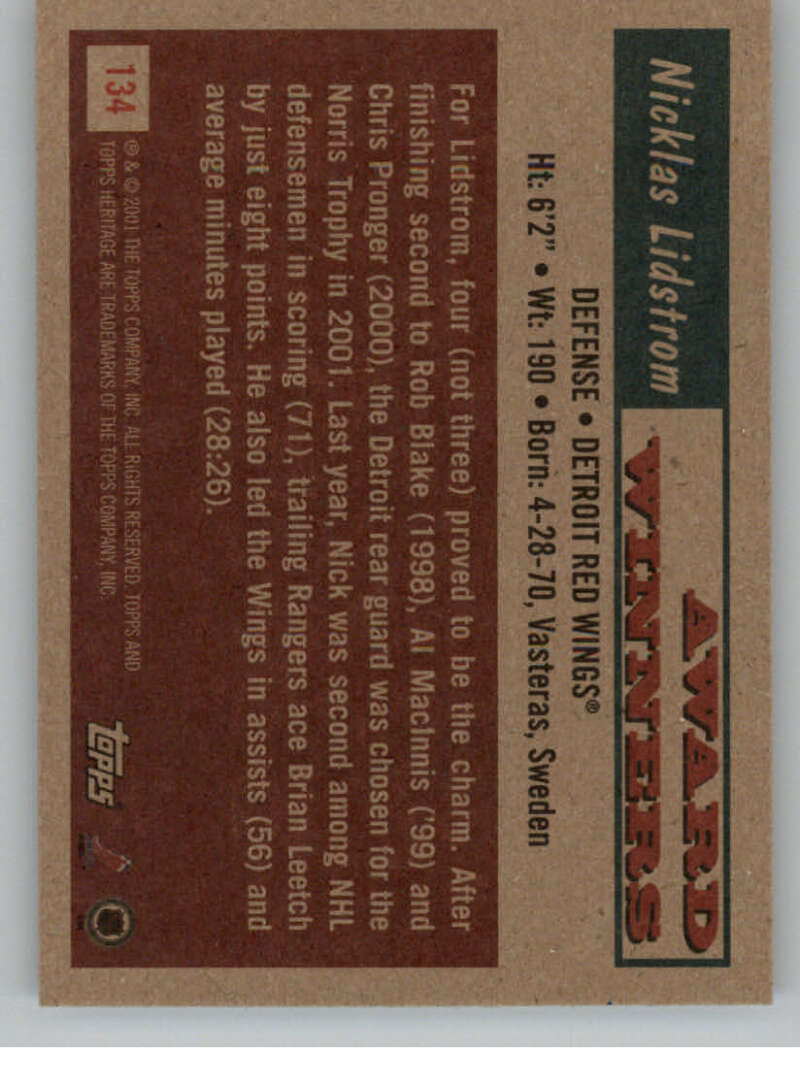 Nicklas Lidstrom
AWARD
WINNERS
DEFENSE • DETROIT RED WINGS®
Ht: 6'2" • Wt: 190 • Born: 4-28-70, Vasteras, Sweden
For Lidstrom, four (not three) proved to be the charm. After
finishing second to Rob Blake (1998), Al MacInnis ('99) and
Chris Pronger (2000), the Detroit rear guard was chosen for the
Norris Trophy in 2001. Last year, Nick was second among NHL
defensemen in scoring (71), trailing Rangers ace Brian Leetch
by just eight points. He also led the Wings in assists (56) and
average minutes played (28:26).
134
℗ & © 2001 THE TOPPS COMPANY, INC. ALL RIGHTS RESERVED. TOPPS AND
TOPPS HERITAGE ARE TRADEMARKS OF THE TOPPS COMPANY, INC.
TOPPS